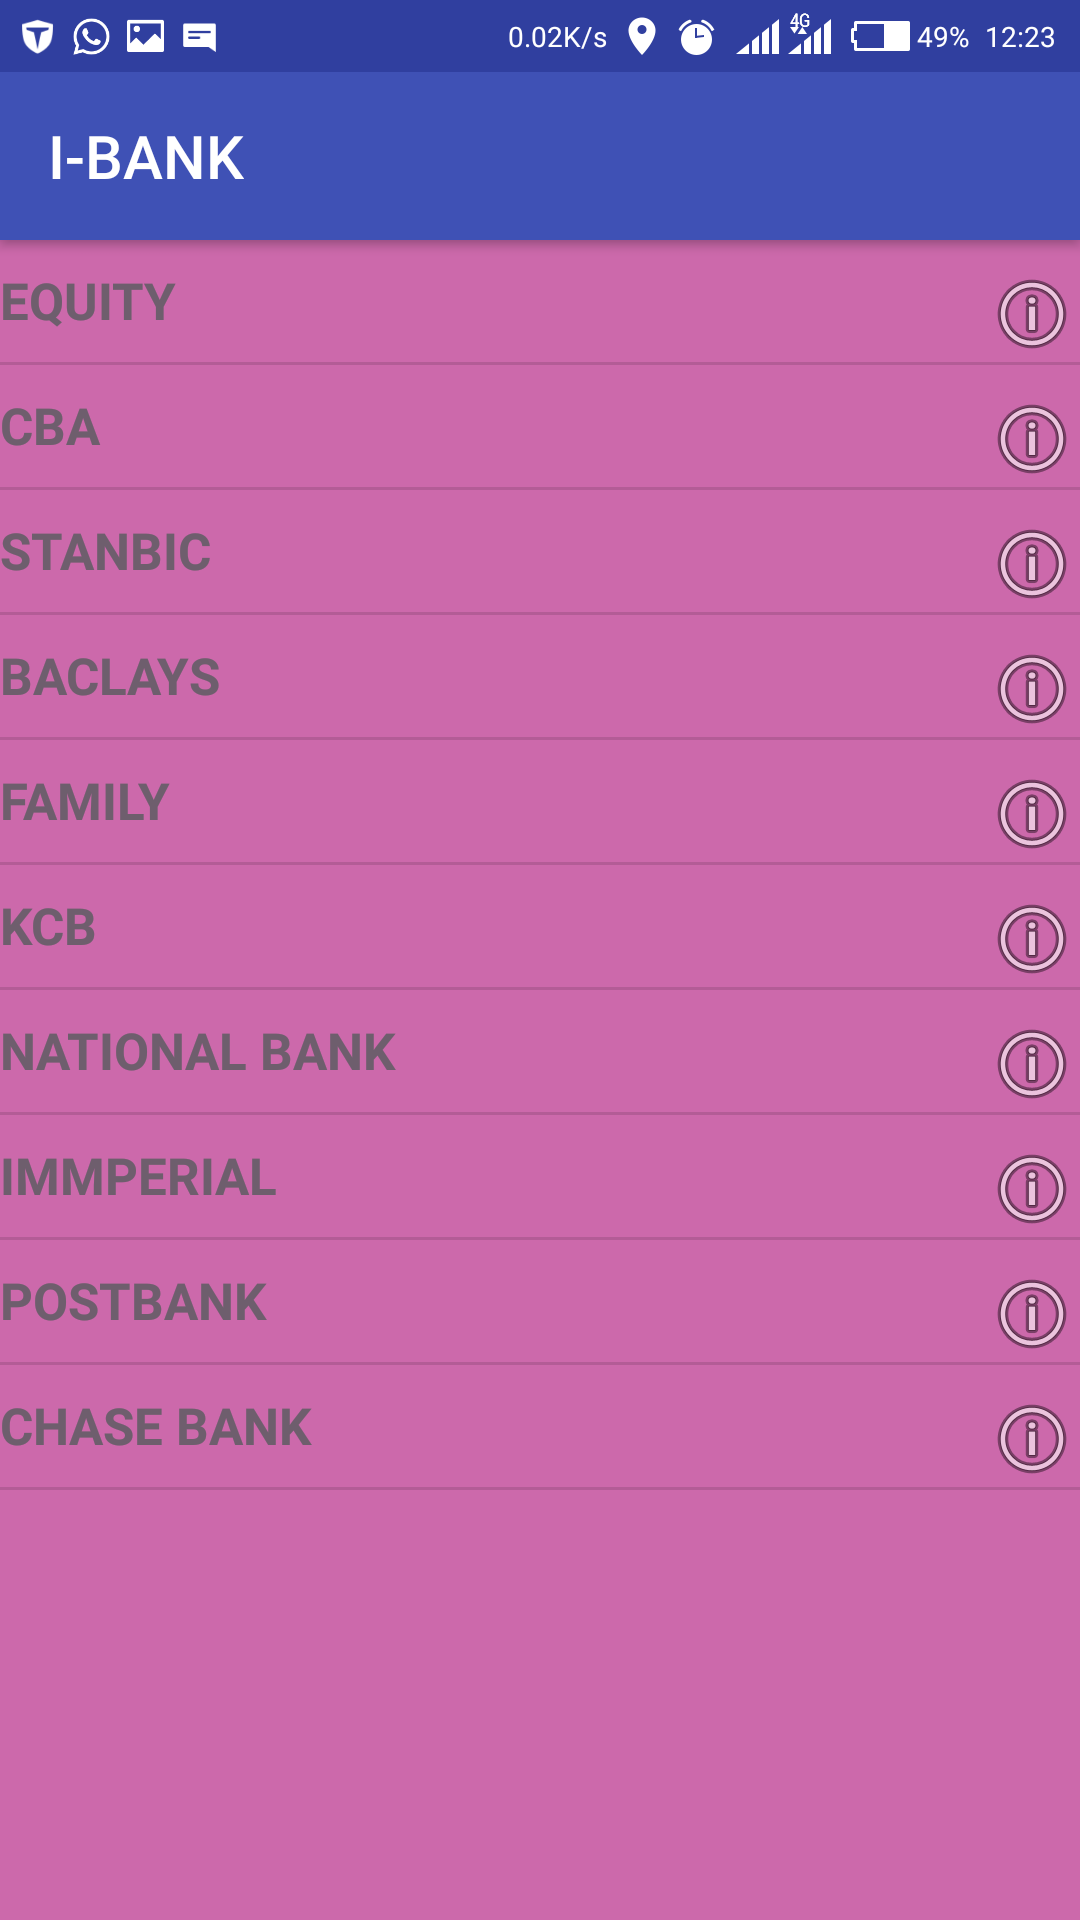 0.02K/s 4G 49% 12:23
I-BANK
EQUITY
CBA
STANBIC
BACLAYS
FAMILY
KCB
NATIONAL BANK
IMMPERIAL
POSTBANK
CHASE BANK